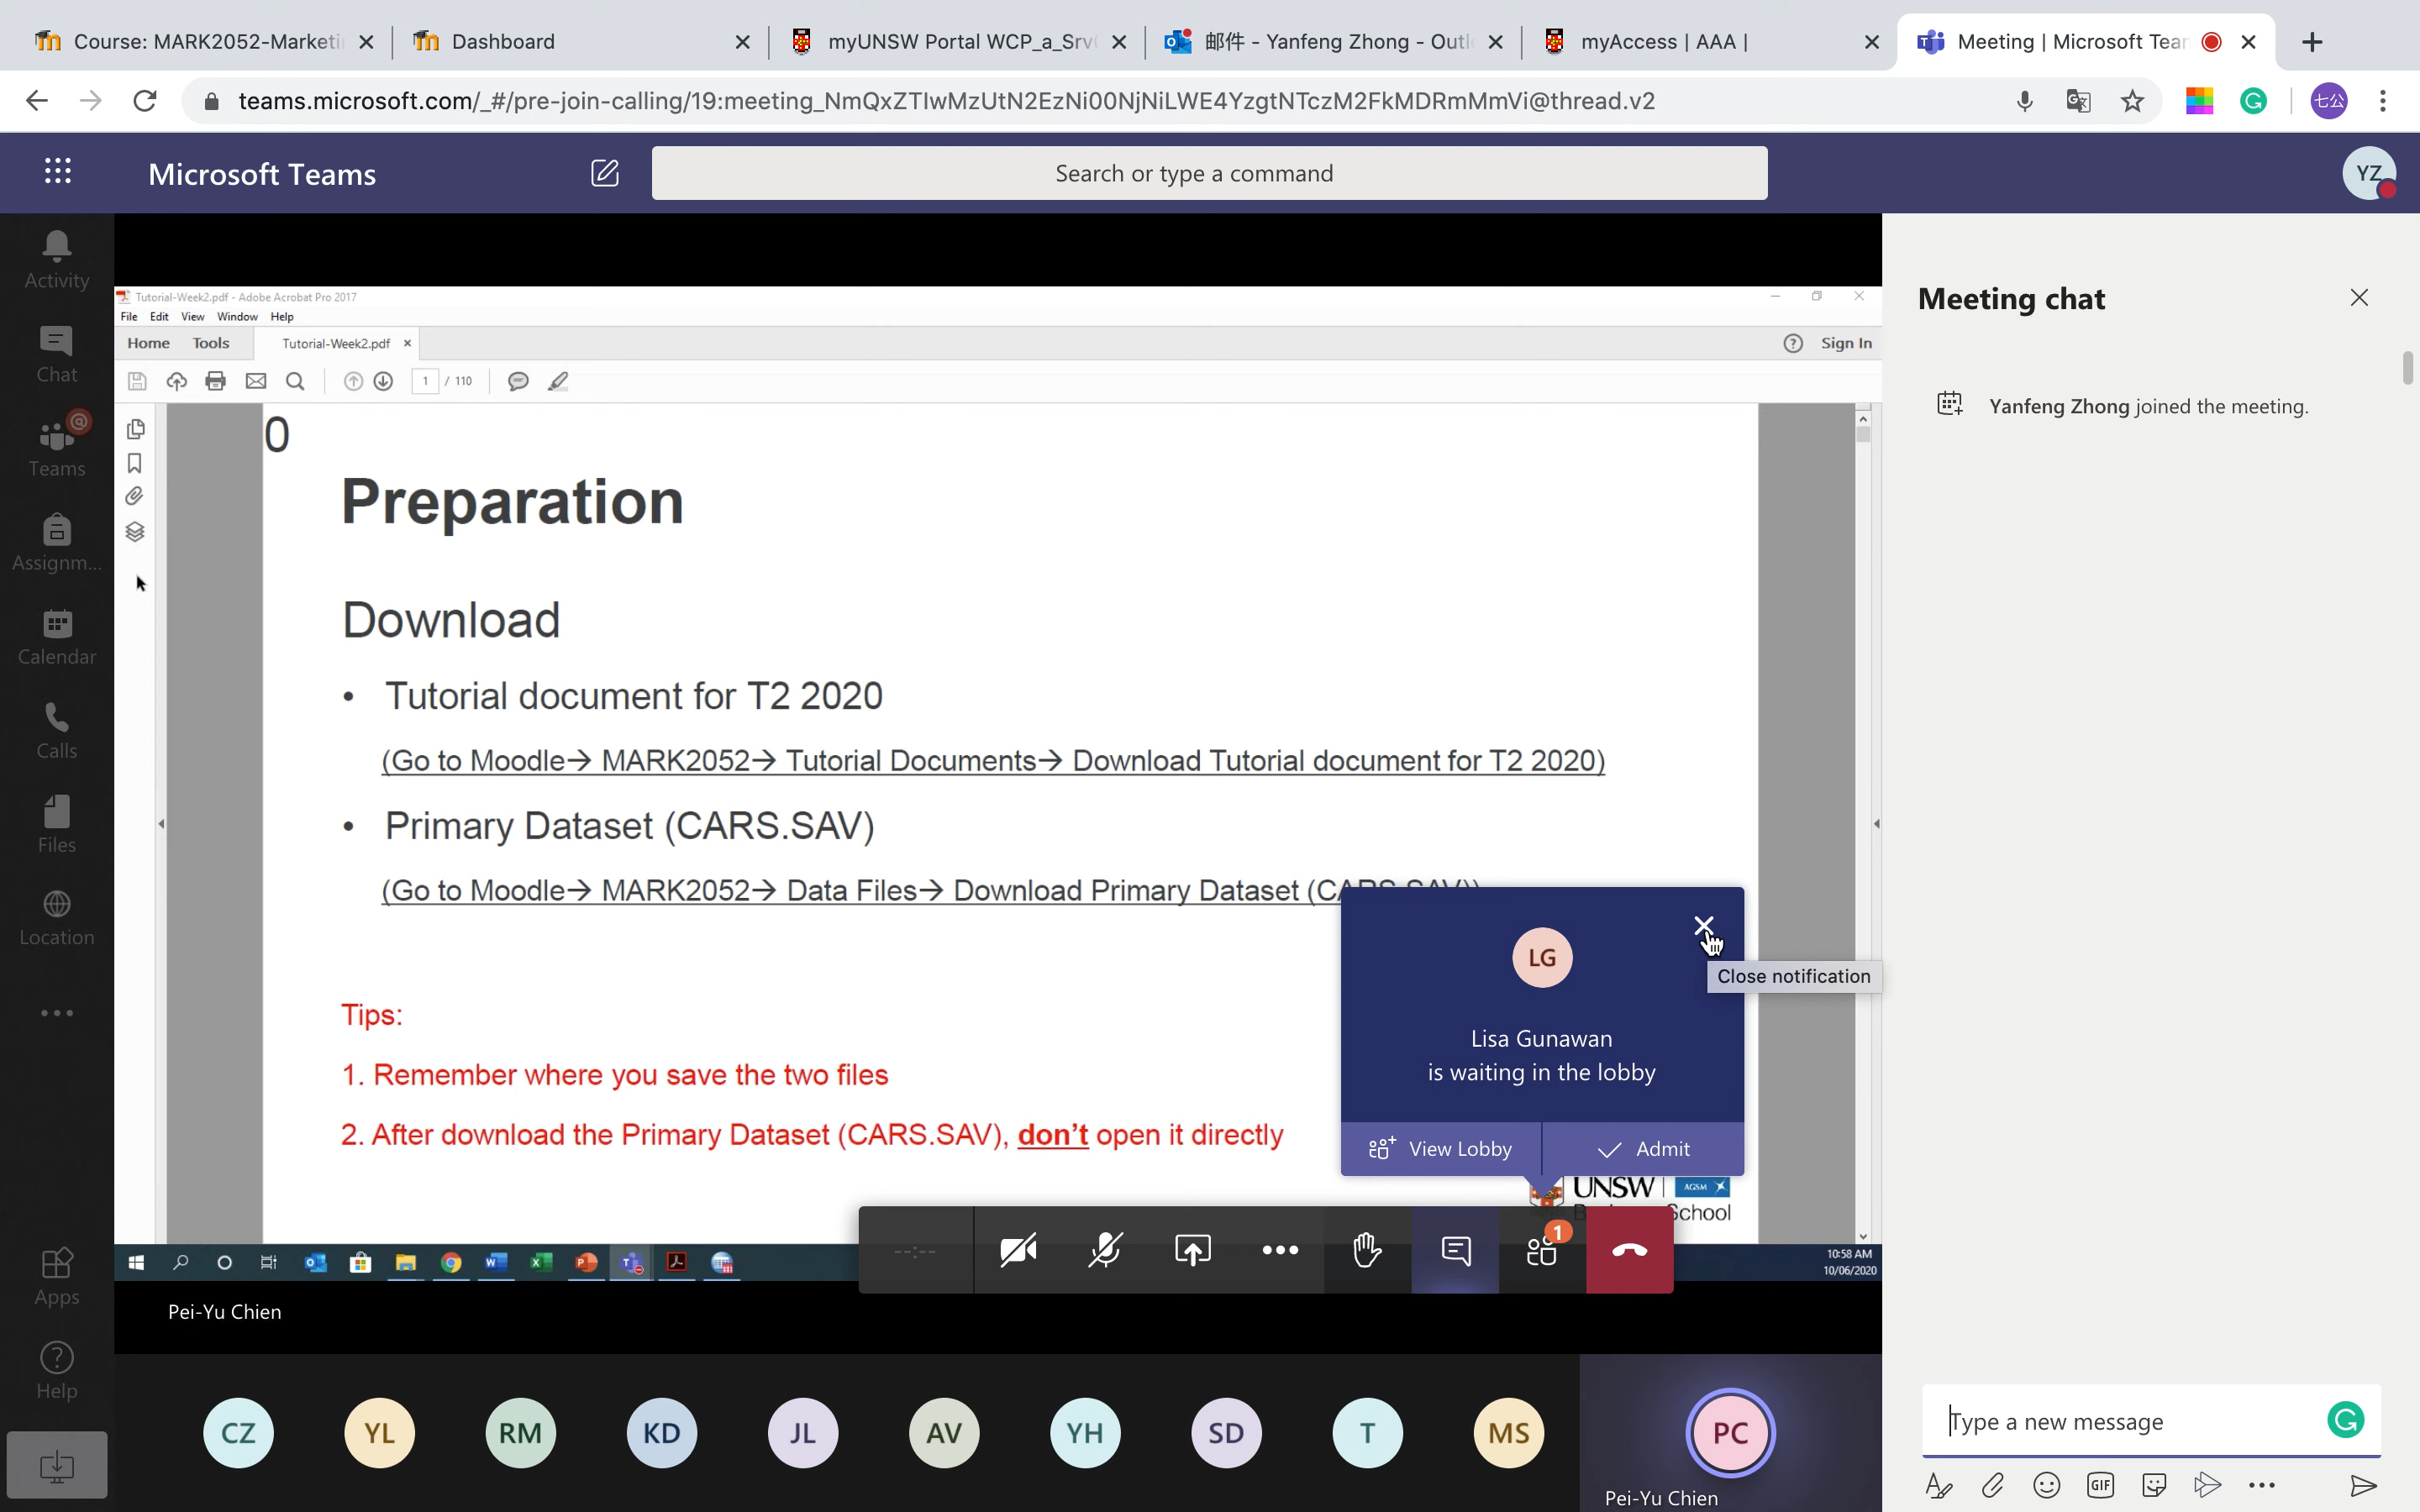 Course: MARK2052-Marketi
Dashboard
myUNSW Portal WCP_a_Srv
邮件 - Yanfeng Zhong - Outl
myAccess | AAA |
Meeting | Microsoft Tea
teams.microsoft.com/_#/pre-join-calling/19:meeting_NmQxZTIwMzUtN2EzNi00NjNiLWE4YzgtNTczM2FkMDRmMmVi@thread.v2
七公
Microsoft Teams
Search or type a command
YZ
Activity
Chat
Teams
Assignm...
Calendar
Calls
Files
Location
Apps
Help
Tutorial-Week2.pdf - Adobe Acrobat Pro 2017
File Edit View Window Help
Home Tools Tutorial-Week2.pdf
Sign In
1 / 110
0
Preparation
Download
• Tutorial document for T2 2020
(Go to Moodle→ MARK2052→ Tutorial Documents→ Download Tutorial document for T2 2020)
• Primary Dataset (CARS.SAV)
(Go to Moodle→ MARK2052→ Data Files→ Download Primary Dataset (CARS.SAV))
Tips:
1. Remember where you save the two files
2. After download the Primary Dataset (CARS.SAV), don't open it directly
LG
Close notification
Lisa Gunawan
is waiting in the lobby
View Lobby
Admit
UNSW
AGSM
School
--:--
1
10:58 AM
10/06/2020
Pei-Yu Chien
CZ YL RM KD JL AV YH SD T MS PC
Pei-Yu Chien
Meeting chat
Yanfeng Zhong joined the meeting.
Type a new message
GIF